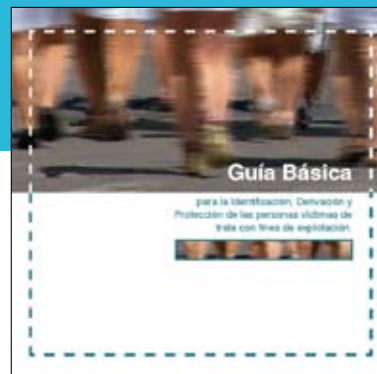 Guía Básica
para la Identificación, Derivación y
Protección de las personas víctimas de
trata con fines de explotación.